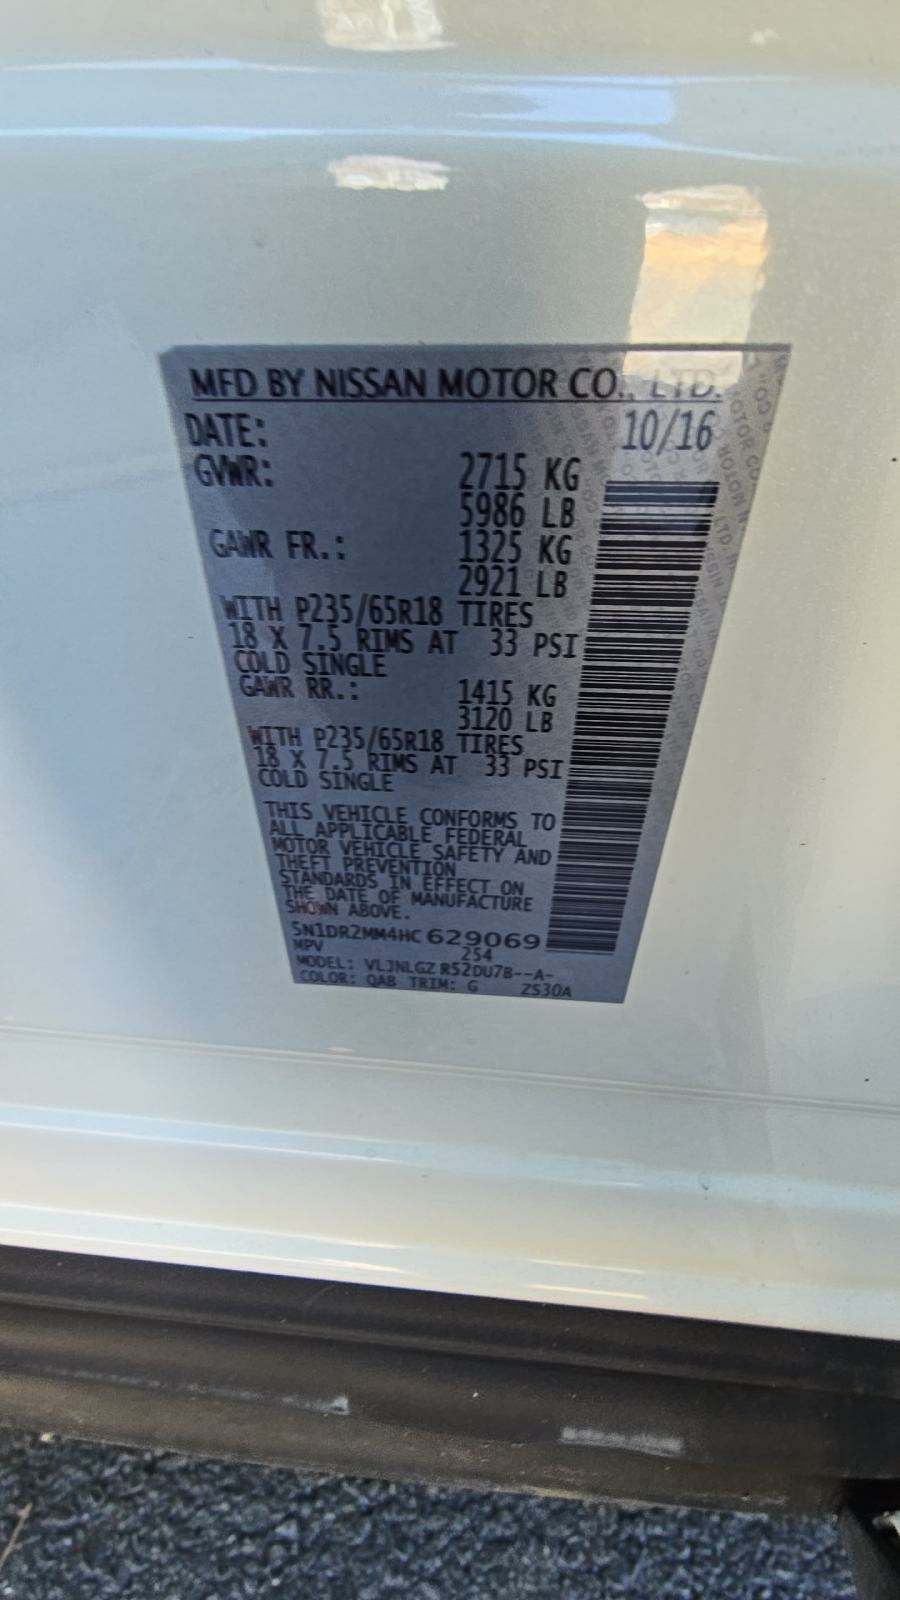 MFD BY NISSAN MOTOR CO., LTD.
DATE: 10/16
GVWR: 2715 KG
5986 LB
GAWR FR.: 1325 KG
2921 LB
WITH P235/65R18 TIRES
18 X 7.5 RIMS AT 33 PSI
COLD SINGLE
GAWR RR.: 1415 KG
3120 LB
WITH P235/65R18 TIRES
18 X 7.5 RIMS AT 33 PSI
COLD SINGLE
THIS VEHICLE CONFORMS TO
ALL APPLICABLE FEDERAL
MOTOR VEHICLE SAFETY AND
THEFT PREVENTION
STANDARDS IN EFFECT ON
THE DATE OF MANUFACTURE
SHOWN ABOVE.
5N1DR2MM4HC629069
MPV 254
MODEL: VLJNLGZ R52DU7B--A-
COLOR: QAB TRIM: G ZS30A